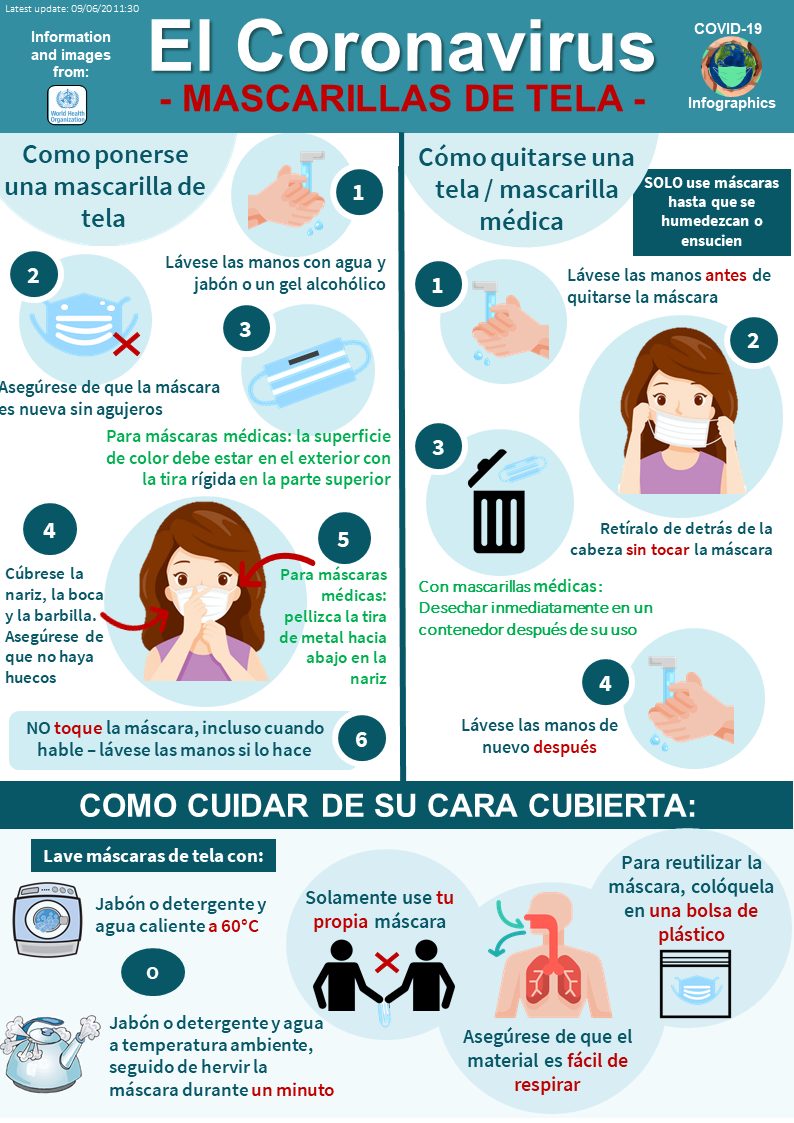 Latest update: 09/06/2011:30
Information
and images
from:
World Health
Organization
El Coronavirus
- MASCARILLAS DE TELA -
COVID-19
Infographics
Como ponerse
una mascarilla de
tela
1
Lávese las manos con agua y
jabón o un gel alcohólico
2
Asegúrese de que la máscara
es nueva sin agujeros
3
Para máscaras médicas: la superficie
de color debe estar en el exterior con
la tira rígida en la parte superior
4
Cúbrese la
nariz, la boca
y la barbilla.
Asegúrese de
que no haya
huecos
5
Para máscaras
médicas:
pellizca la tira
de metal hacia
abajo en la
nariz
NO toque la máscara, incluso cuando
hable – lávese las manos si lo hace
6
Cómo quitarse una
tela / mascarilla
médica
SOLO use máscaras
hasta que se
humedezcan o
ensucien
1
Lávese las manos antes de
quitarse la máscara
2
Retíralo de detrás de la
cabeza sin tocar la máscara
3
Con mascarillas médicas:
Desechar inmediatamente en un
contenedor después de su uso
4
Lávese las manos de
nuevo después
COMO CUIDAR DE SU CARA CUBIERTA:
Lave máscaras de tela con:
Jabón o detergente y
agua caliente a 60°C
O
Jabón o detergente y agua
a temperatura ambiente,
seguido de hervir la
máscara durante un minuto
Solamente use tu
propia máscara
Asegúrese de que el
material es fácil de
respirar
Para reutilizar la
máscara, colóquela
en una bolsa de
plástico